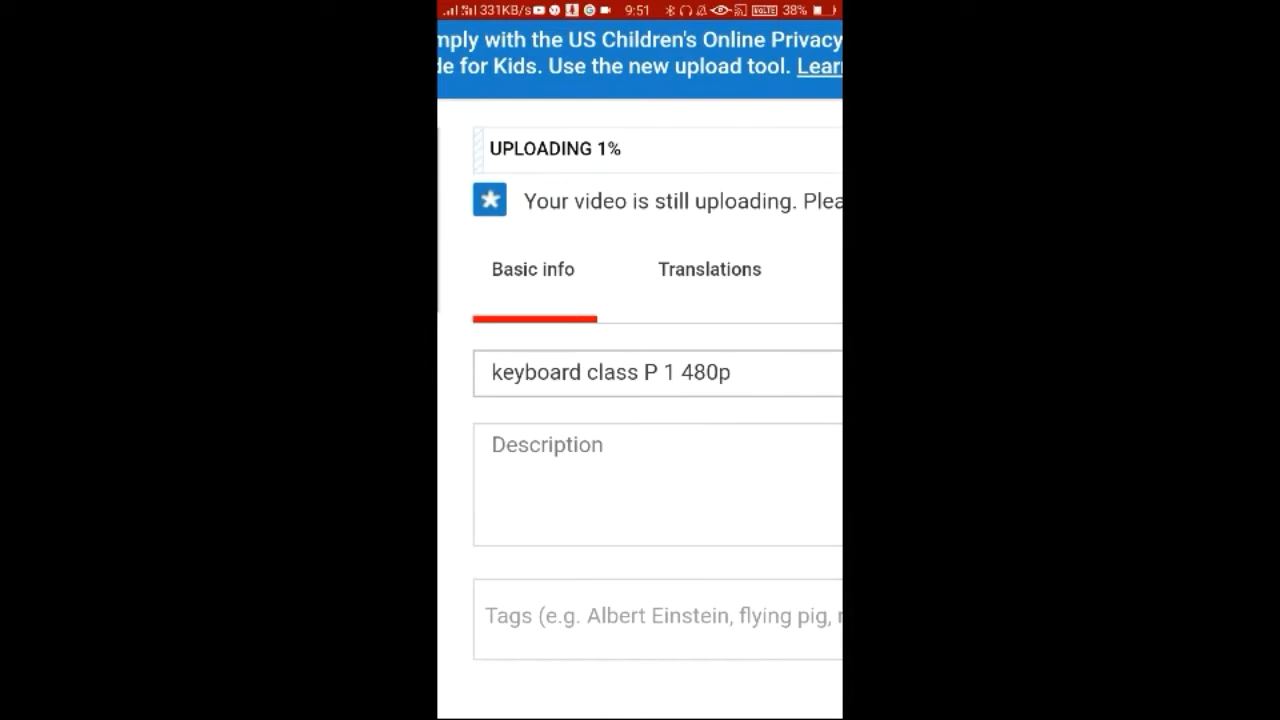 331KB/s 9:51 VoLTE 38%
mply with the US Children's Online Privacy
de for Kids. Use the new upload tool. Lear
UPLOADING 1%
Your video is still uploading. Plea
Basic info Translations
keyboard class P 1 480p
Description
Tags (e.g. Albert Einstein, flying pig,